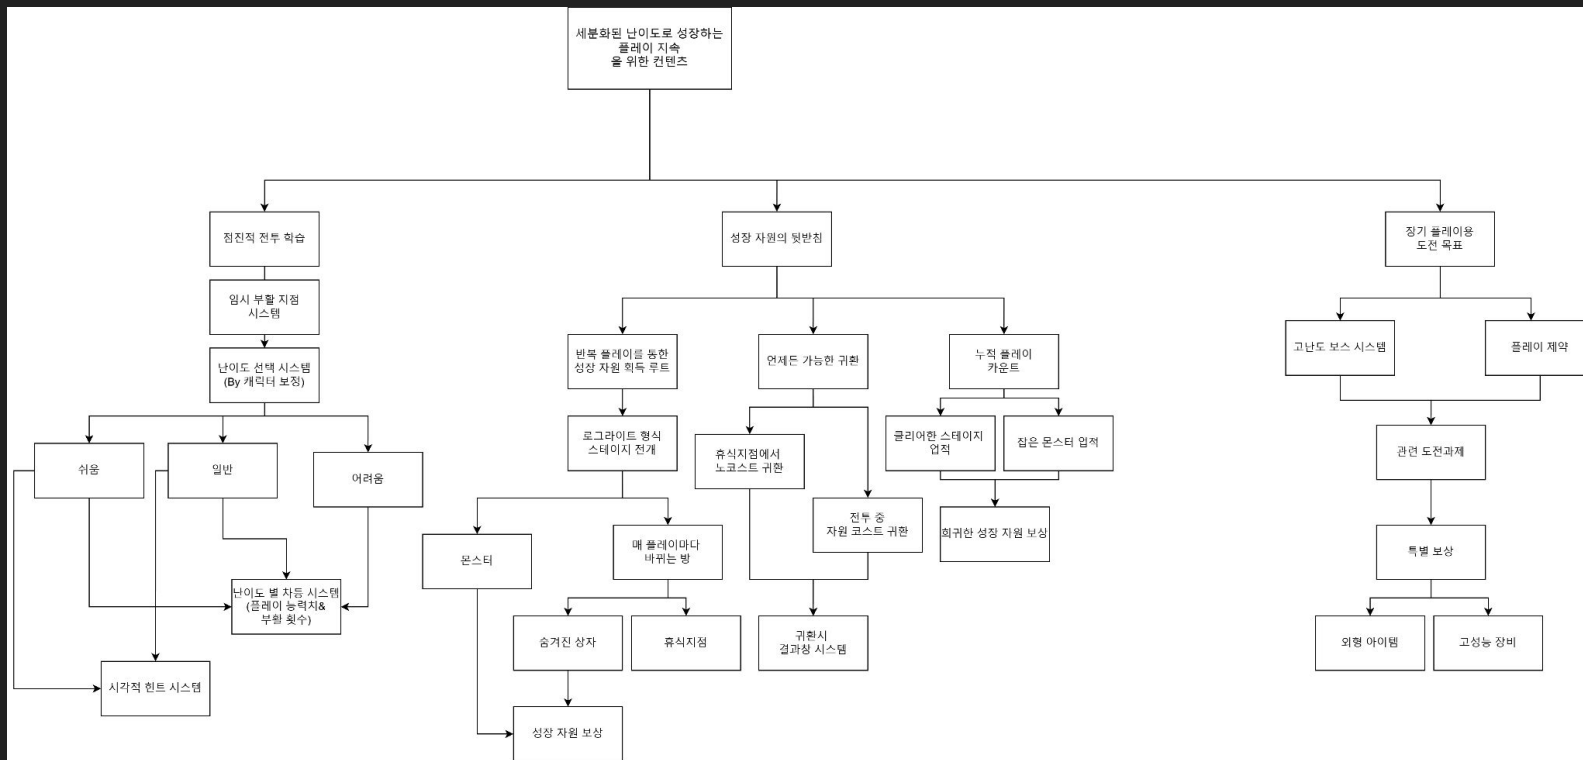 세분화된 난이도로 성장하는
플레이 지속
을 위한 컨텐츠
점진적 전투 학습
성장 자원의 뒷받침
장기 플레이용
도전 목표
임시 부활 지점
시스템
난이도 선택 시스템
(By 캐릭터 보정)
반복 플레이를 통한
성장 자원 획득 루트
언제든 가능한 귀환
누적 플레이
카운트
고난도 보스 시스템
플레이 제약
쉬움
일반
어려움
로그라이트 형식
스테이지 전개
휴식지점에서
노코스트 귀환
클리어한 스테이지
업적
잡은 몬스터 업적
관련 도전과제
몬스터
매 플레이마다
바뀌는 방
전투 중
자원 코스트 귀환
희귀한 성장 자원 보상
특별 보상
난이도 별 차등 시스템
(플레이 능력치&
부활 횟수)
숨겨진 상자
휴식지점
귀환시
결과창 시스템
외형 아이템
고성능 장비
시각적 힌트 시스템
성장 자원 보상